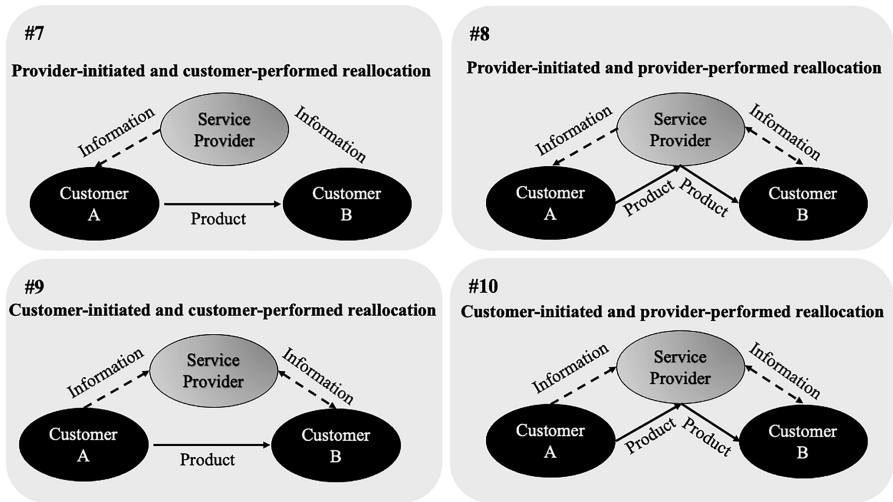 #7
Provider-initiated and customer-performed reallocation
Information
Service
Provider
Information
Customer
A
Product
Customer
B
#8
Provider-initiated and provider-performed reallocation
Information
Service
Provider
Information
Customer
A
Product
Product
Customer
B
#9
Customer-initiated and customer-performed reallocation
Information
Service
Provider
Information
Customer
A
Product
Customer
B
#10
Customer-initiated and provider-performed reallocation
Information
Service
Provider
Information
Customer
A
Product
Product
Customer
B